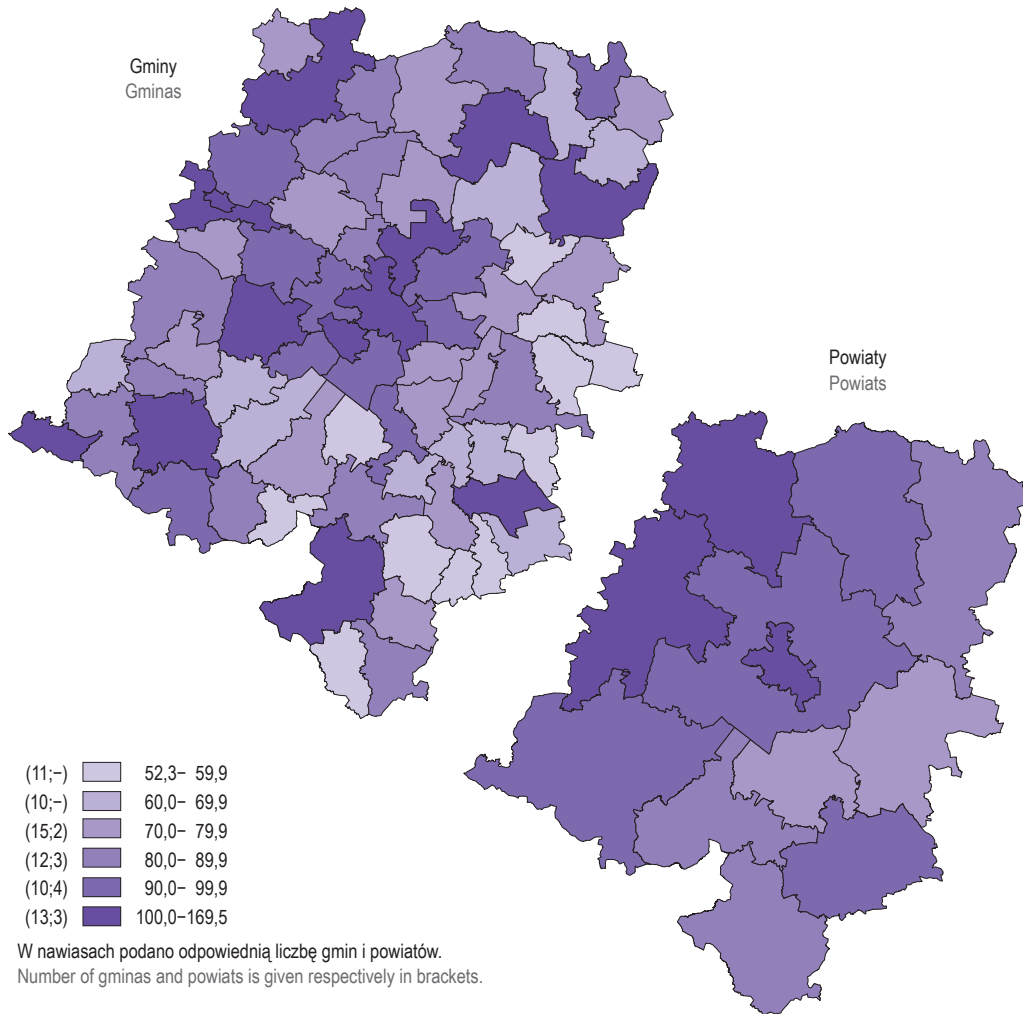 Gminy
Gminas
Powiaty
Powiats
(11;–) 52,3– 59,9
(10;–) 60,0– 69,9
(15;2) 70,0– 79,9
(12;3) 80,0– 89,9
(10;4) 90,0– 99,9
(13;3) 100,0–169,5
W nawiasach podano odpowiednią liczbę gmin i powiatów.
Number of gminas and powiats is given respectively in brackets.